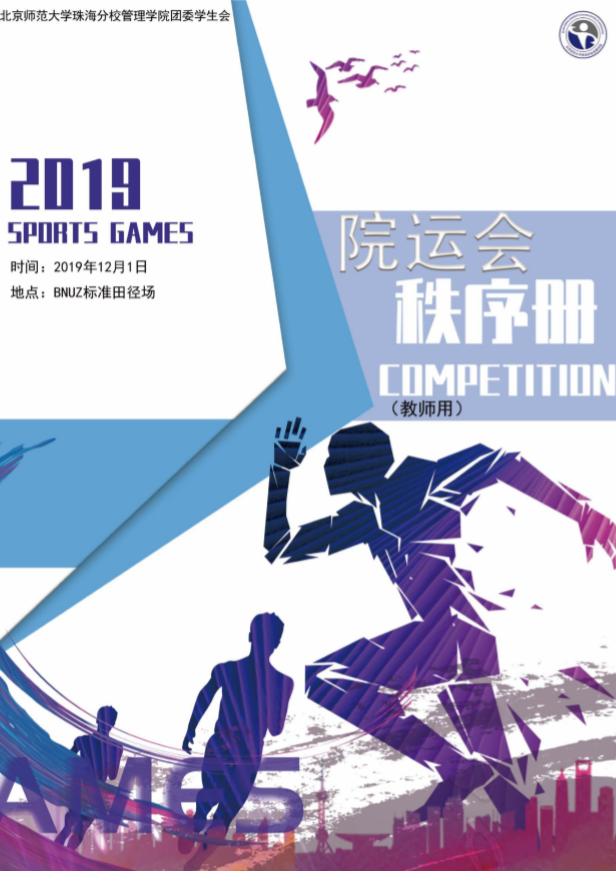 北京师范大学珠海分校管理学院团委学生会
2019
SPORTS GAMES
时间：2019年12月1日
地点：BNUZ标准田径场
院运会
秩序册
COMPETITION
（教师用）
AMES